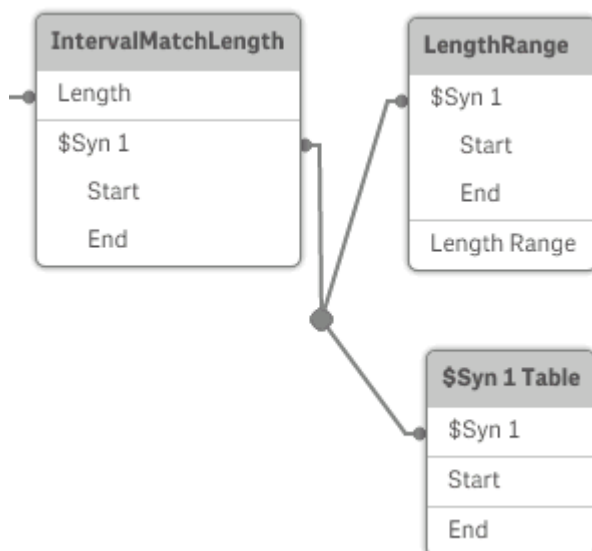 IntervalMatchLength
Length
$Syn 1
Start
End
LengthRange
$Syn 1
Start
End
Length Range
$Syn 1 Table
$Syn 1
Start
End